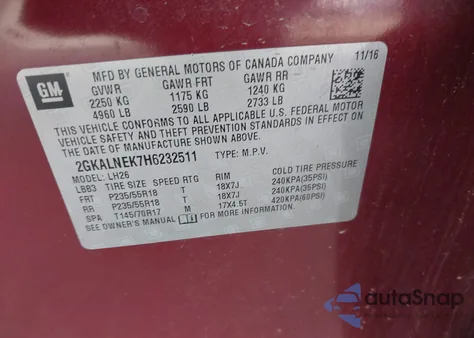 GM
MFD BY GENERAL MOTORS OF CANADA COMPANY 11/16
GVWR GAWR FRT GAWR RR
2250 KG 1175 KG 1240 KG
4960 LB 2590 LB 2733 LB
THIS VEHICLE CONFORMS TO ALL APPLICABLE U.S. FEDERAL MOTOR
VEHICLE SAFETY, BUMPER, AND THEFT PREVENTION STANDARDS IN
EFFECT ON THE DATE OF MANUFACTURE SHOWN ABOVE.
2GKALNEK7H6232511 TYPE: M.P.V.
LH26
LBB3 TIRE SIZE SPEED RTG RIM COLD TIRE PRESSURE
FRT P235/55R18 T 18X7J 240KPA(35PSI)
RR P235/55R18 T 18X7J 240KPA(35PSI)
SPA T145/70R17 M 17X4.5T 420KPA(60PSI)
SEE OWNER'S MANUAL FOR MORE INFORMATION.
autoSnap